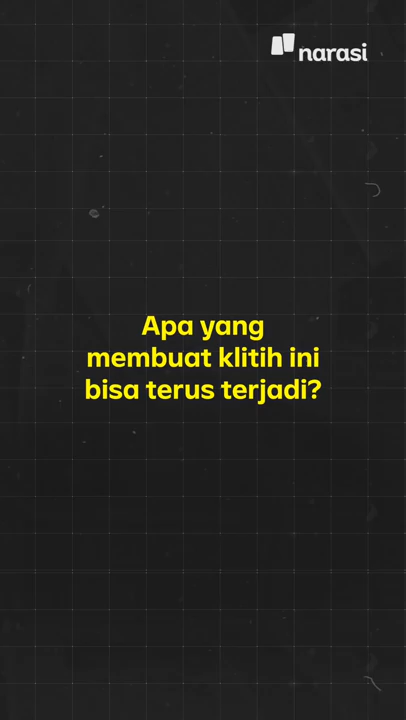 narasi
Apa yang
membuat klitih ini
bisa terus terjadi?